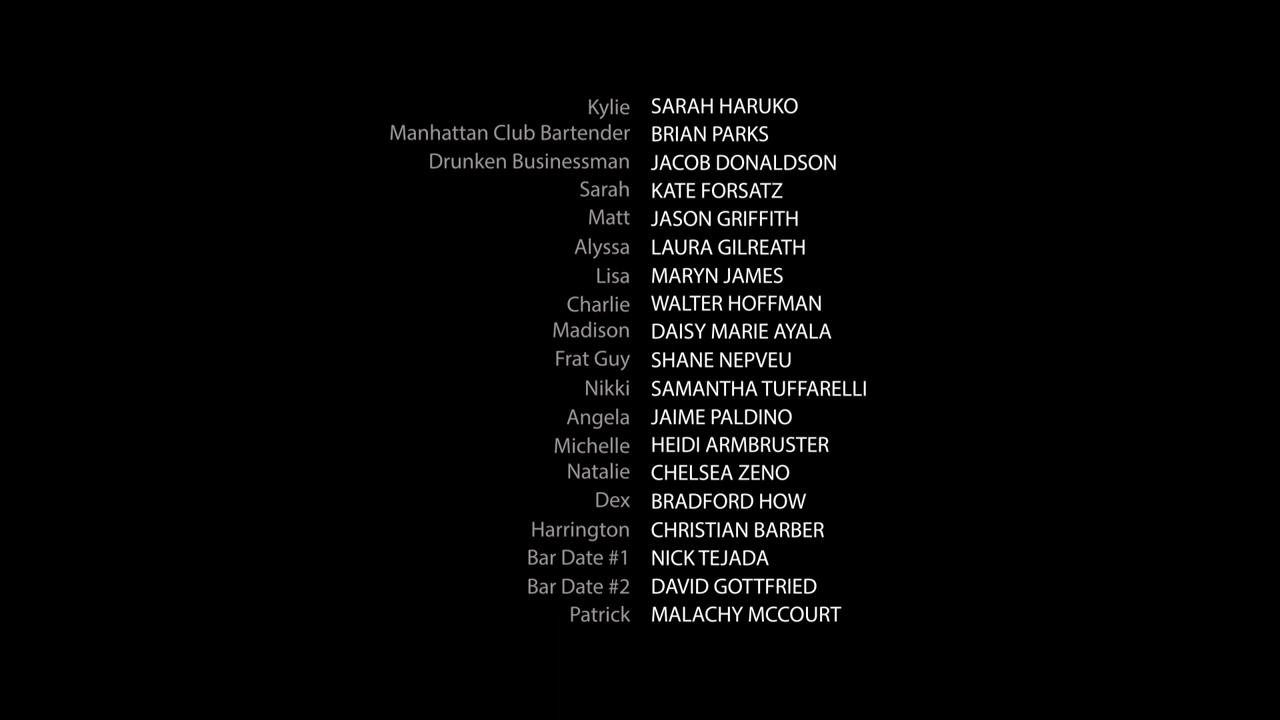 Kylie SARAH HARUKO
Manhattan Club Bartender BRIAN PARKS
Drunken Businessman JACOB DONALDSON
Sarah KATE FORSATZ
Matt JASON GRIFFITH
Alyssa LAURA GILREATH
Lisa MARYN JAMES
Charlie WALTER HOFFMAN
Madison DAISY MARIE AYALA
Frat Guy SHANE NEPVEU
Nikki SAMANTHA TUFFARELLI
Angela JAIME PALDINO
Michelle HEIDI ARMBRUSTER
Natalie CHELSEA ZENO
Dex BRADFORD HOW
Harrington CHRISTIAN BARBER
Bar Date #1 NICK TEJADA
Bar Date #2 DAVID GOTTFRIED
Patrick MALACHY MCCOURT